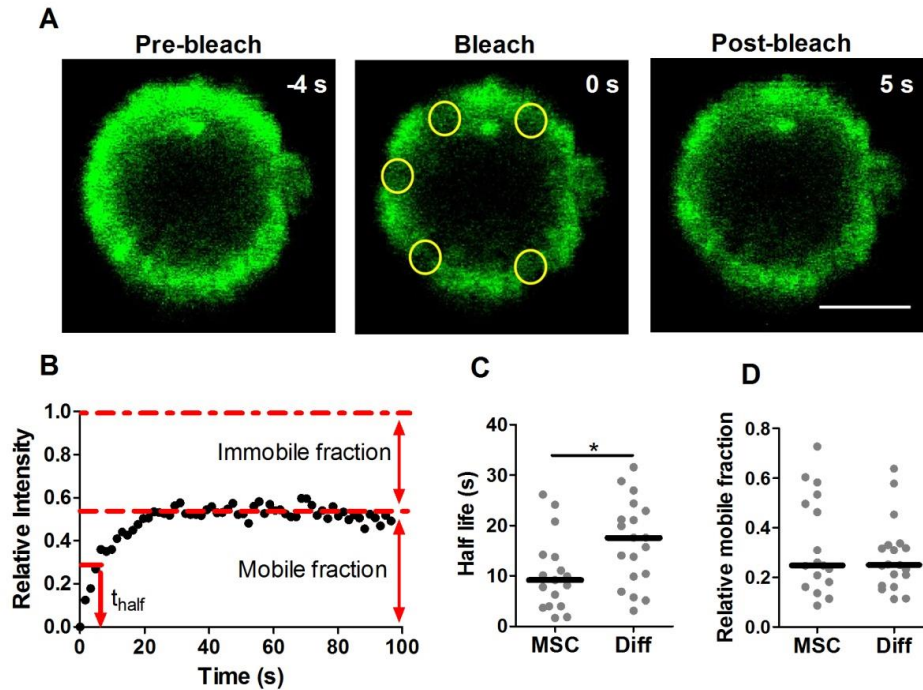 A
Pre-bleach
Bleach
Post-bleach
-4 s
0 s
5 s
B
Relative Intensity
1.0
0.8
0.6
0.4
0.2
0.0
Immobile fraction
Mobile fraction
thalf
0 20 40 60 80 100
Time (s)
C
Half life (s)
40
30
20
10
0
*
MSC Diff
D
Relative mobile fraction
0.8
0.6
0.4
0.2
0.0
MSC Diff